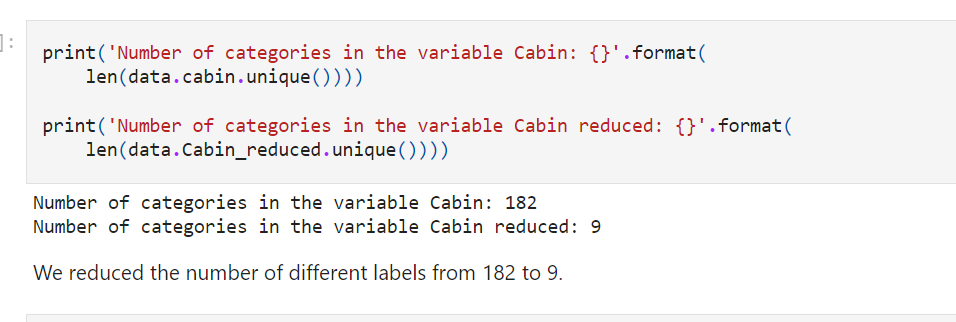 ]:
print('Number of categories in the variable Cabin: {}'.format(
    len(data.cabin.unique())))
print('Number of categories in the variable Cabin reduced: {}'.format(
    len(data.Cabin_reduced.unique())))
Number of categories in the variable Cabin: 182
Number of categories in the variable Cabin reduced: 9
We reduced the number of different labels from 182 to 9.